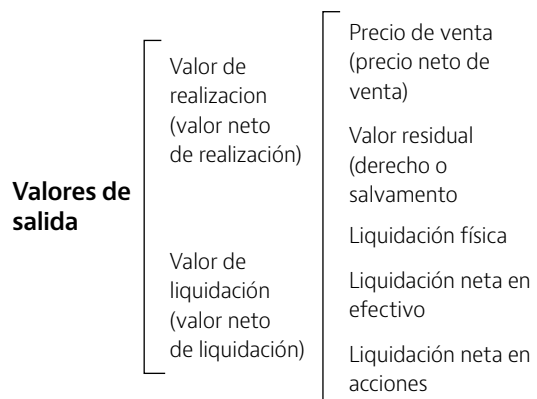 Valores de
salida
Valor de
realizacion
(valor neto
de realización)
Valor de
liquidación
(valor neto
de liquidación)
Precio de venta
(precio neto de
venta)
Valor residual
(derecho o
salvamento
Liquidación física
Liquidación neta en
efectivo
Liquidación neta en
acciones